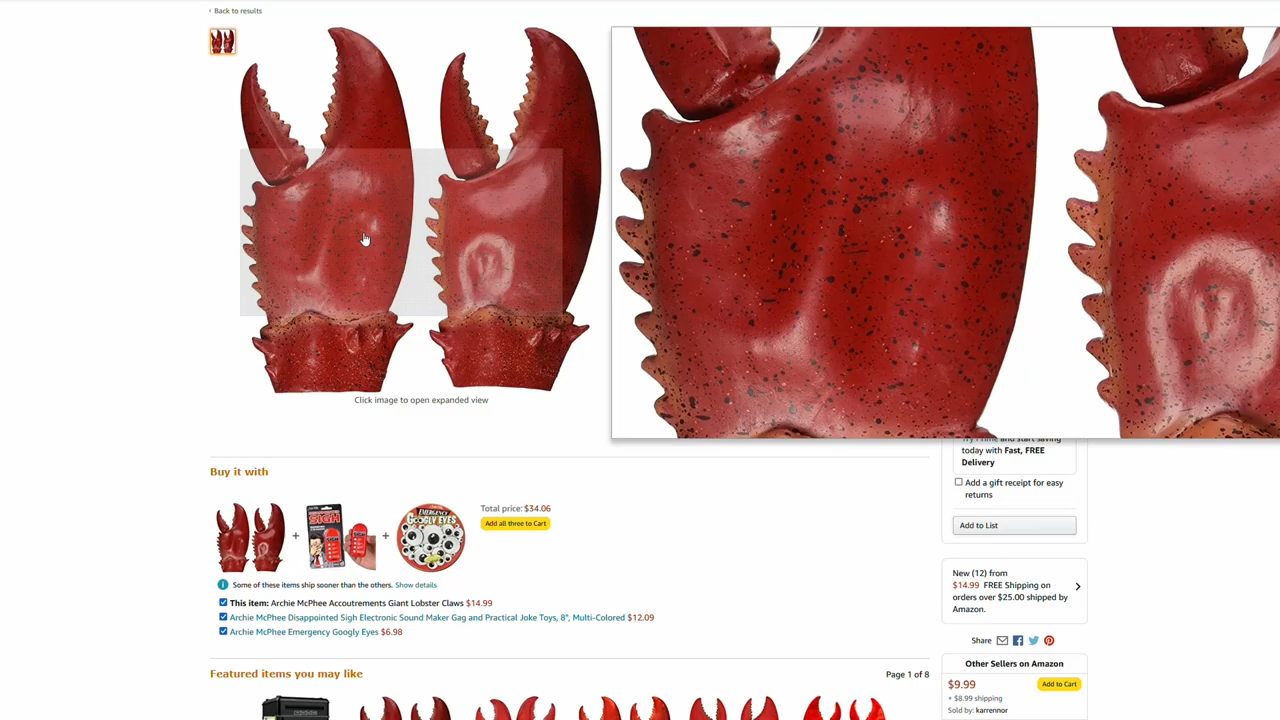 ‹ Back to results
Click image to open expanded view
today with Fast, FREE
Delivery
Add a gift receipt for easy
returns
Add to List
Buy it with
EMERGENCY
GOOGLY EYES
Total price: $34.06
Add all three to Cart
Some of these items ship sooner than the others. Show details
This item: Archie McPhee Accoutrements Giant Lobster Claws $14.99
Archie McPhee Disappointed Sigh Electronic Sound Maker Gag and Practical Joke Toys, 8", Multi-Colored $12.09
Archie McPhee Emergency Googly Eyes $6.98
New (12) from
$14.99 FREE Shipping on
orders over $25.00 shipped by
Amazon.
Share
Other Sellers on Amazon
$9.99
Add to Cart
+ $8.99 shipping
Sold by: karrennor
Featured items you may like
Page 1 of 8